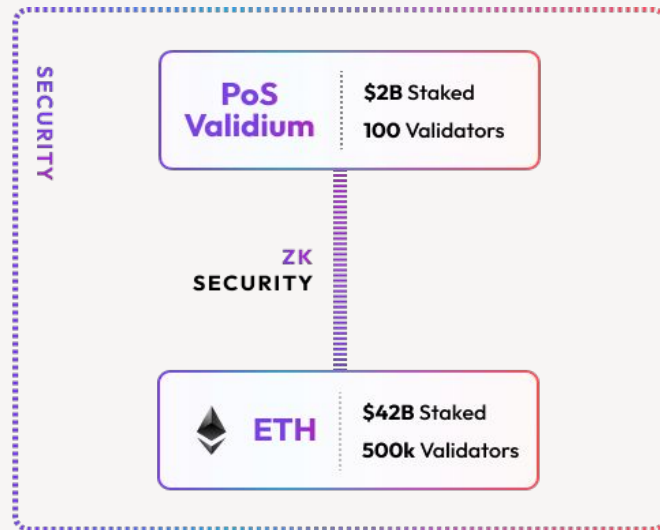 SECURITY
PoS
Validium
$2B Staked
100 Validators
ZK
SECURITY
ETH
$42B Staked
500k Validators